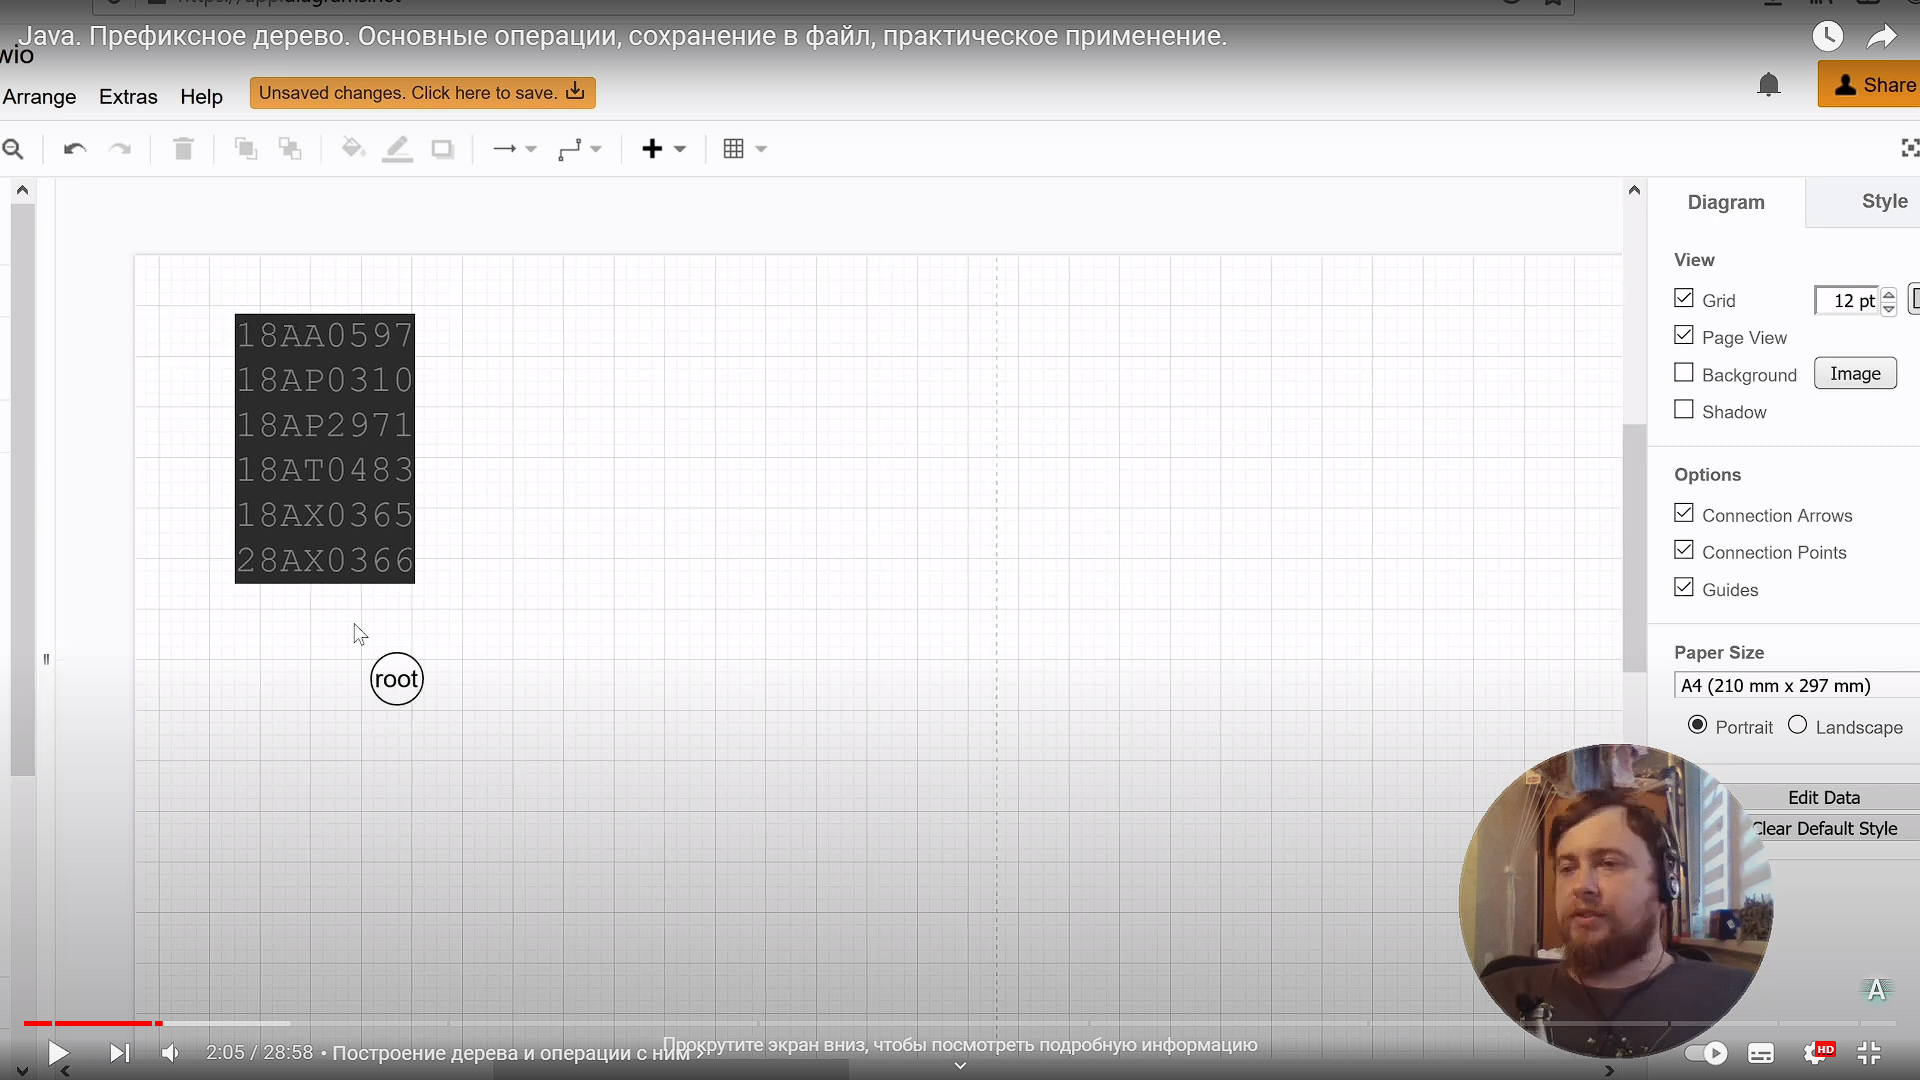 Java. Префиксное дерево. Основные операции, сохранение в файл, практическое применение.
wio
Arrange Extras Help Unsaved changes. Click here to save.
Share
Diagram Style
View
Grid 12 pt
Page View
Background Image
Shadow
Options
Connection Arrows
Connection Points
Guides
Paper Size
A4 (210 mm x 297 mm)
Portrait Landscape
Edit Data
Clear Default Style
18AA0597
18AP0310
18AP2971
18AT0483
18AX0365
28AX0366
root
A
2:05 / 28:58 • Построение дерева и операции с ним
Прокрутите экран вниз, чтобы посмотреть подробную информацию
HD